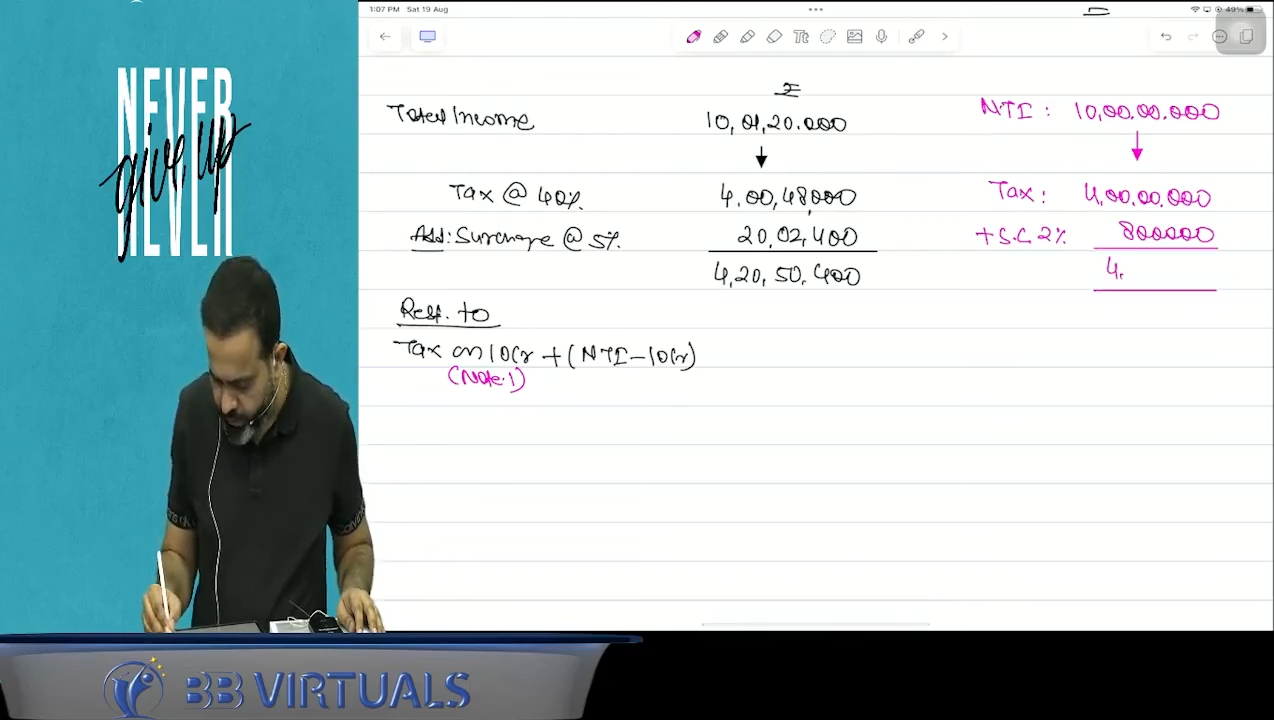 1:07 PM Sat 19 Aug
49%
NEVER
give up
NEVER
₹
Total Income 10,01,20,000
Tax @ 40% 4,00,48,000
Add: Surcharge @ 5% 20,02,400
4,20,50,400
Rest. to
Tax on 10Cr + (NTI - 10Cr)
(Note.1)
NTI: 10,00,00,000
Tax: 4,00,00,000
+ S.C. 2% 800000
4,
BB VIRTUALS